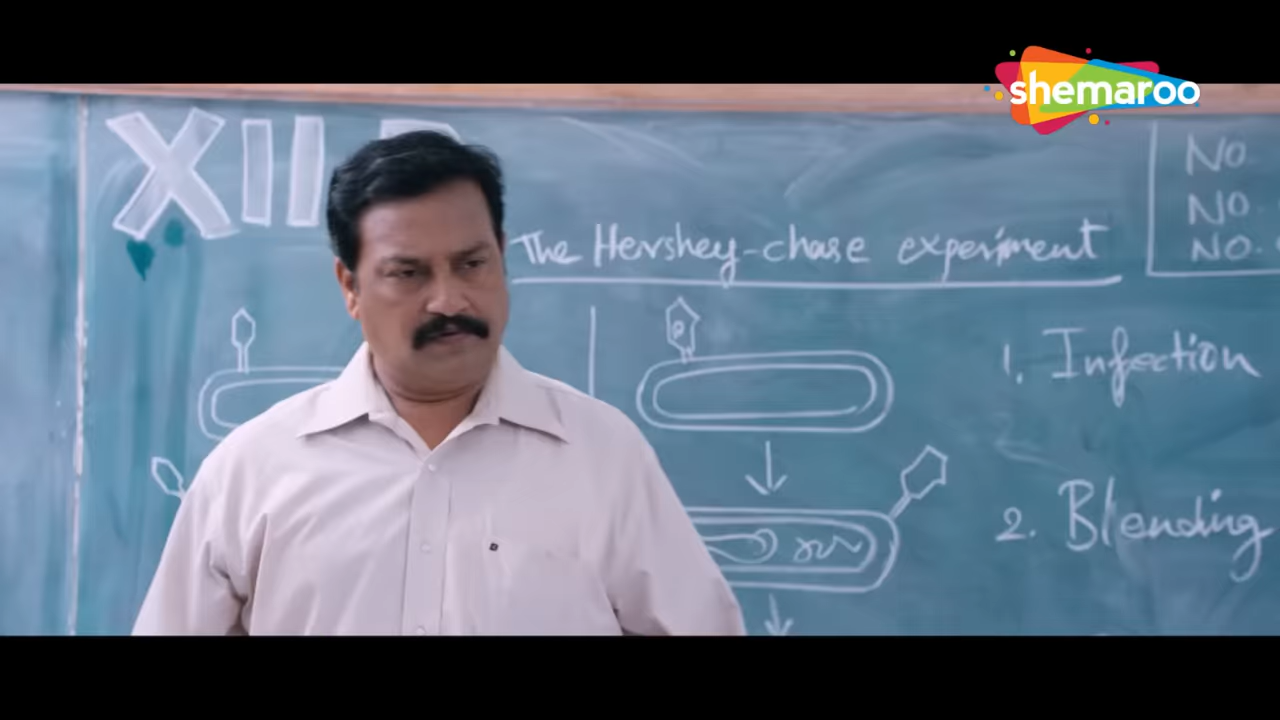 shemaroo
XII
NO
NO.
NO.
The Hershey-chase experiment
P
1. Infection
2. Blending